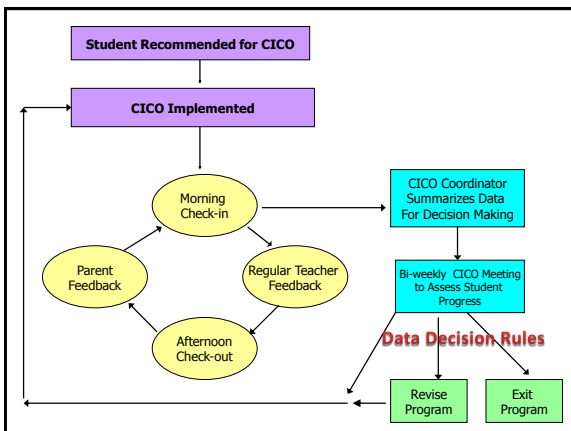 Student Recommended for CICO
CICO Implemented
Morning
Check-in
CICO Coordinator
Summarizes Data
For Decision Making
Parent
Feedback
Regular Teacher
Feedback
Bi-weekly CICO Meeting
to Assess Student
Progress
Afternoon
Check-out
Data Decision Rules
Revise
Program
Exit
Program